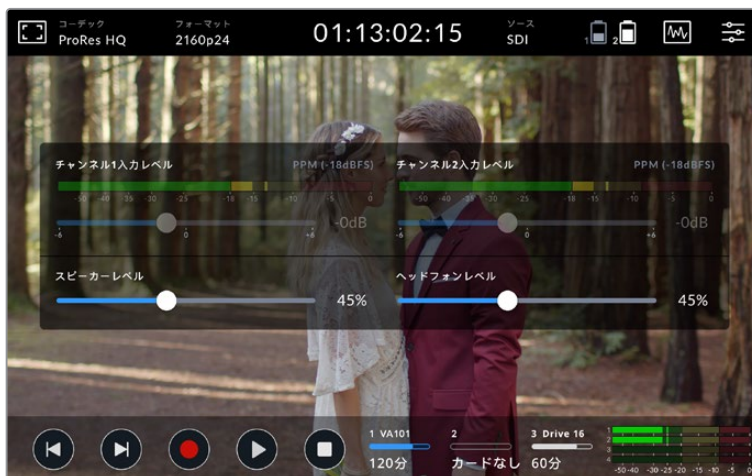 コーデック フォーマット 01:13:02:15 ソース
ProRes HQ 2160p24 SDI 1 2
チャンネル1入力レベル PPM (-18dBFS) チャンネル2入力レベル PPM (-18dBFS)
-50 -40 -35 -30 -25 -18 -15 -10 -5 0 -50 -40 -35 -30 -25 -18 -15 -10 -5 0
-0dB -0dB
-6 0 +6 -6 0 +6
スピーカーレベル ヘッドフォンレベル
45% 45%
1 VA101 2 3 Drive 16 1
2
3
4
120分 カードなし 60分 -50 -40 -30 -25 -20 -15 -10 -5 0